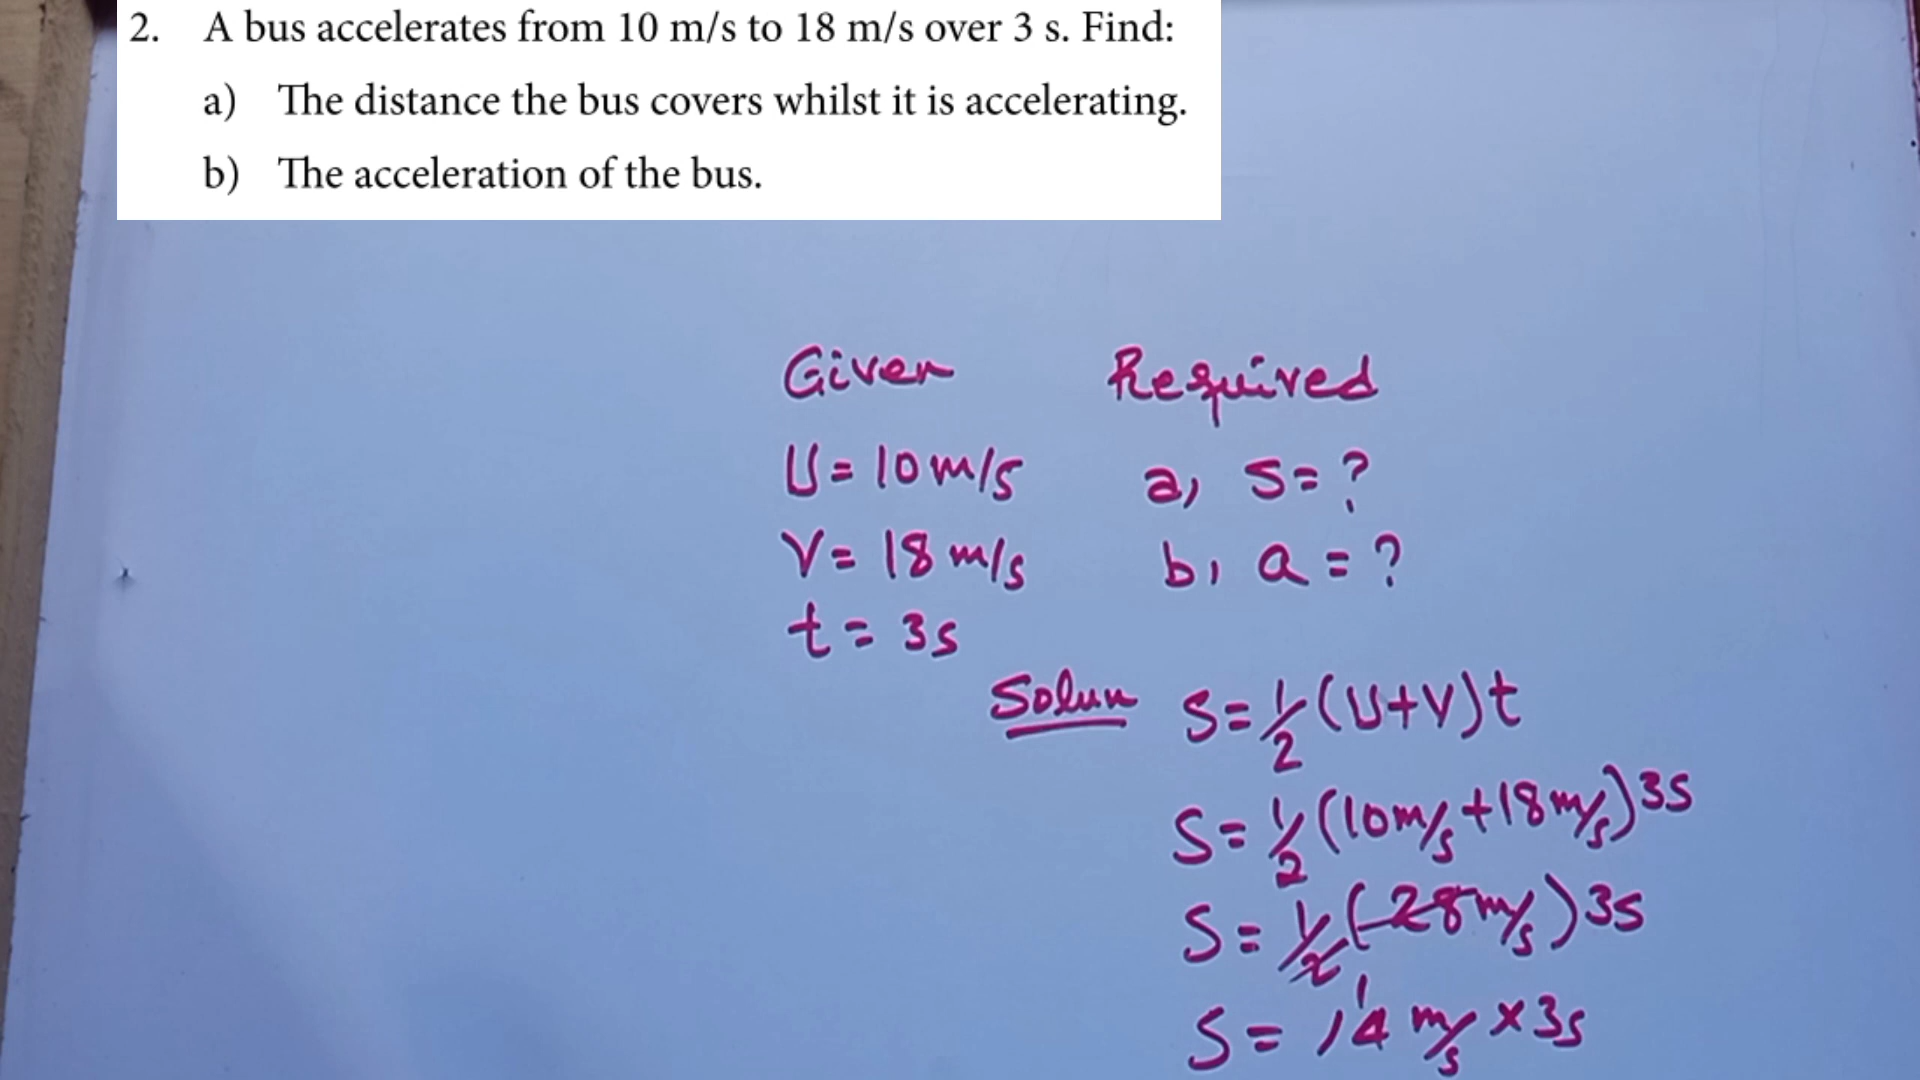 2. A bus accelerates from 10 m/s to 18 m/s over 3 s. Find:
a) The distance the bus covers whilst it is accelerating.
b) The acceleration of the bus.
Given Required
U = 10 m/s a, S = ?
V = 18 m/s b, a = ?
t = 3s
Solun S = 1/2 (U+V)t
S = 1/2 (10m/s + 18m/s)3s
S = 1/2 (28m/s)3s
S = 14 m/s x 3s